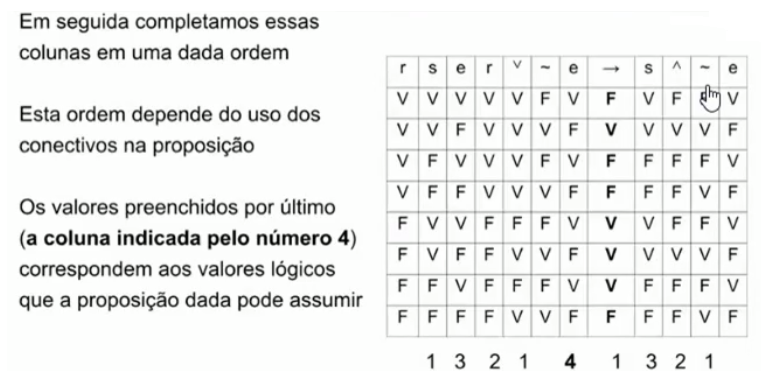 Em seguida completamos essas
colunas em uma dada ordem
Esta ordem depende do uso dos
conectivos na proposição
Os valores preenchidos por último
(a coluna indicada pelo número 4)
correspondem aos valores lógicos
que a proposição dada pode assumir
r s e r ˅ ~ e → s ^ ~ e
V V V V V F V F V F V
V V F V V V F V V V V F
V F V V V F V F F F F V
V F F V V V F F F F V F
F V V F F F V V V F F V
F V F F V V F V V V V F
F F V F F F V V F F F V
F F F F V V F F F F V F
1 3 2 1 4 1 3 2 1